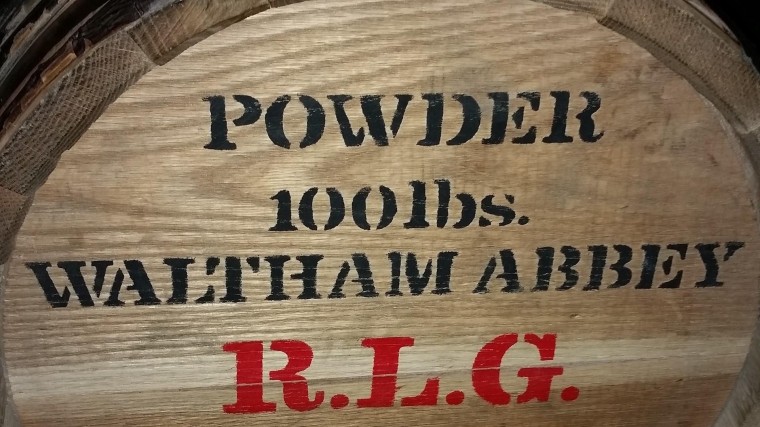 POWDER
100lbs.
WALTHAM ABBEY
R.L.G.